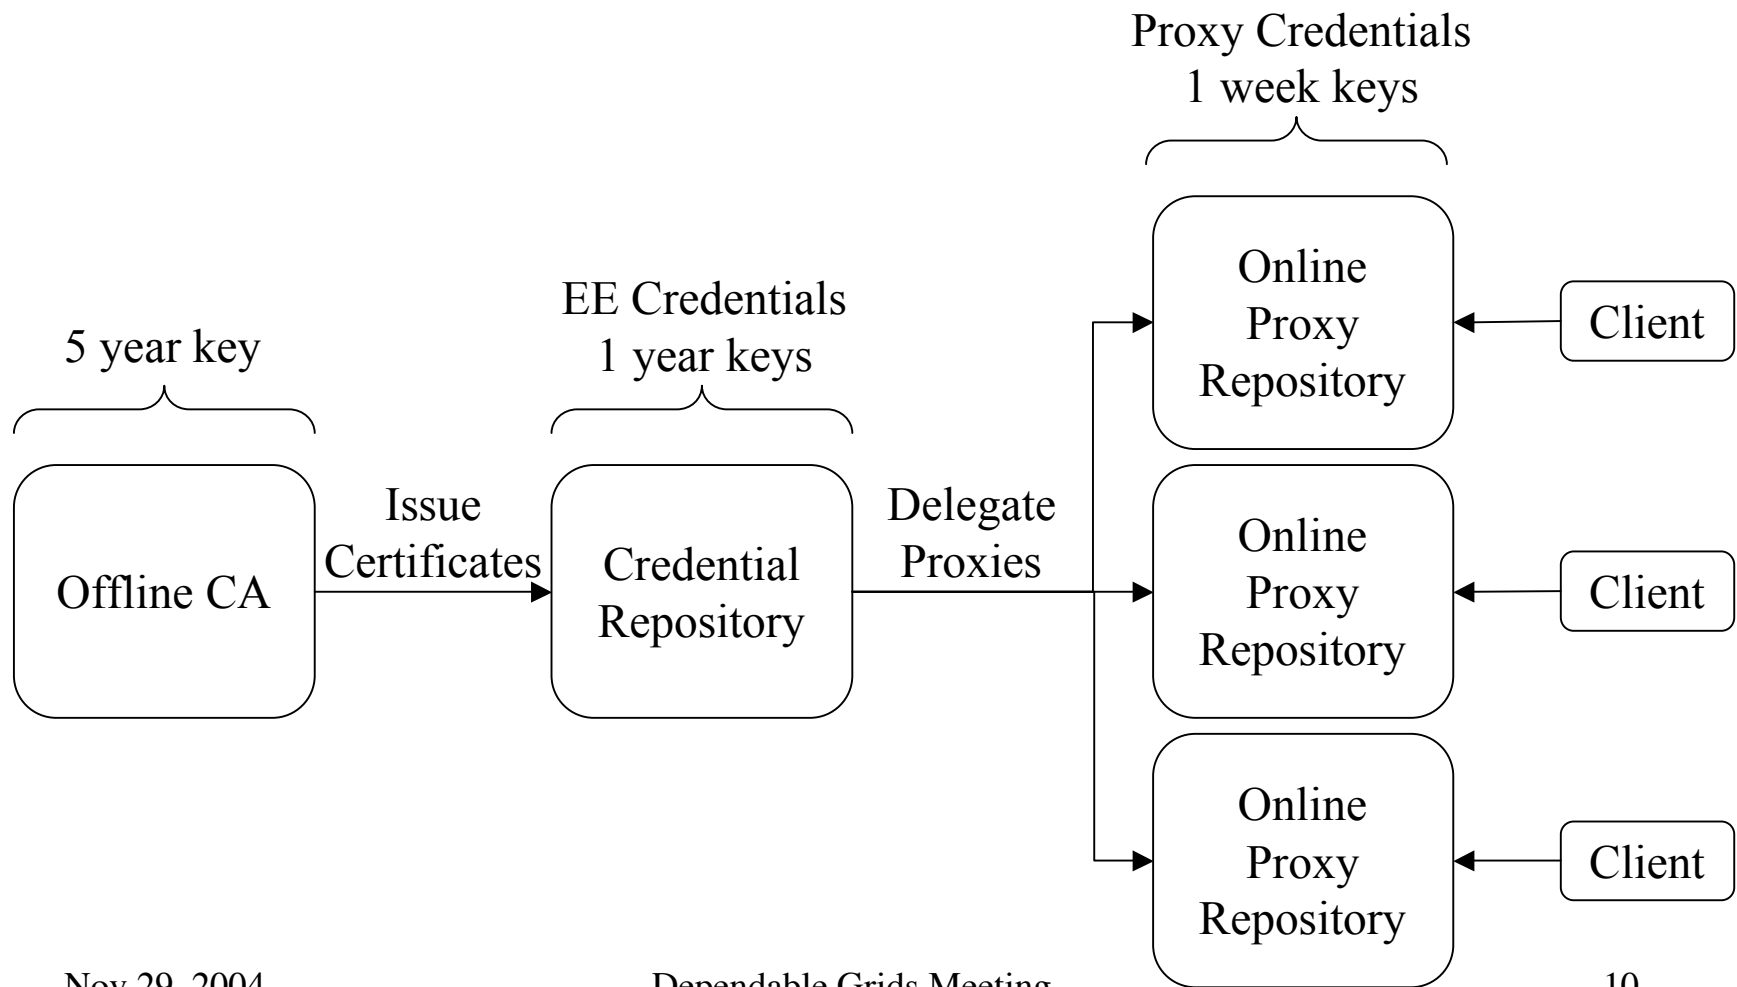 Proxy Credentials
1 week keys
EE Credentials
1 year keys
5 year key
Offline CA
Issue
Certificates
Credential
Repository
Delegate
Proxies
Online
Proxy
Repository
Client
Online
Proxy
Repository
Client
Online
Proxy
Repository
Client
Nov 29, 2004
Dependable Grids Meeting
10